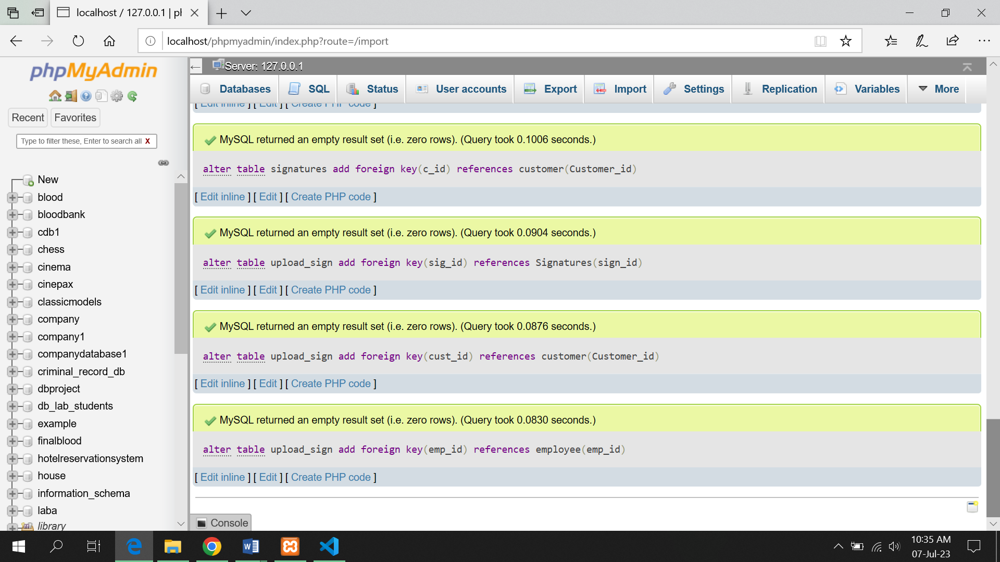 localhost / 127.0.0.1 | pl
localhost/phpmyadmin/index.php?route=/import
phpMyAdmin
Recent
Favorites
Type to filter these, Enter to search all X
New
blood
bloodbank
cdb1
chess
cinema
cinepax
classicmodels
company
company1
companydatabase1
criminal_record_db
dbproject
db_lab_students
example
finalblood
hotelreservationsystem
house
information_schema
laba
library
Server: 127.0.0.1
Databases
SQL
Status
User accounts
Export
Import
Settings
Replication
Variables
More
[ Edit inline ] [ Edit ] [ Create PHP code ]
MySQL returned an empty result set (i.e. zero rows). (Query took 0.1006 seconds.)
alter table signatures add foreign key(c_id) references customer(Customer_id)
[ Edit inline ] [ Edit ] [ Create PHP code ]
MySQL returned an empty result set (i.e. zero rows). (Query took 0.0904 seconds.)
alter table upload_sign add foreign key(sig_id) references Signatures(sign_id)
[ Edit inline ] [ Edit ] [ Create PHP code ]
MySQL returned an empty result set (i.e. zero rows). (Query took 0.0876 seconds.)
alter table upload_sign add foreign key(cust_id) references customer(Customer_id)
[ Edit inline ] [ Edit ] [ Create PHP code ]
MySQL returned an empty result set (i.e. zero rows). (Query took 0.0830 seconds.)
alter table upload_sign add foreign key(emp_id) references employee(emp_id)
[ Edit inline ] [ Edit ] [ Create PHP code ]
Console
10:35 AM
07-Jul-23